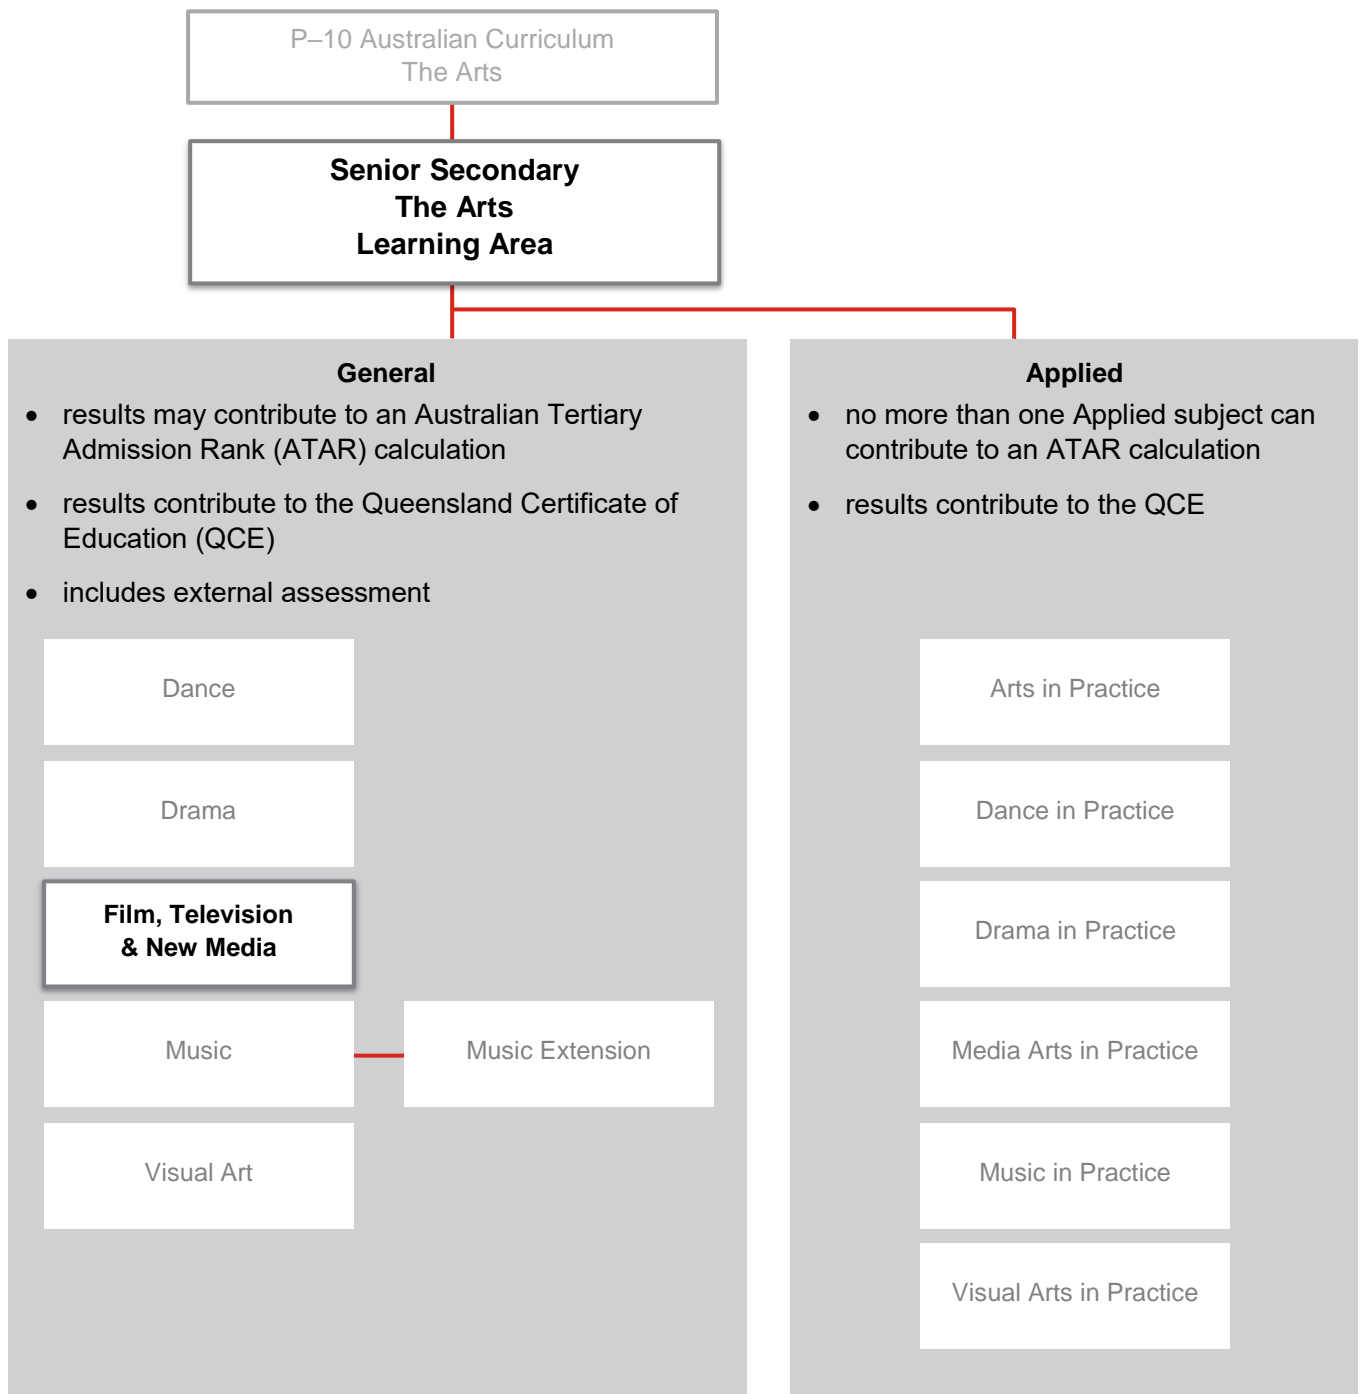 P–10 Australian Curriculum
The Arts
Senior Secondary
The Arts
Learning Area
General
• results may contribute to an Australian Tertiary
Admission Rank (ATAR) calculation
• results contribute to the Queensland Certificate of
Education (QCE)
• includes external assessment
Dance
Drama
Film, Television
& New Media
Music
Music Extension
Visual Art
Applied
• no more than one Applied subject can
contribute to an ATAR calculation
• results contribute to the QCE
Arts in Practice
Dance in Practice
Drama in Practice
Media Arts in Practice
Music in Practice
Visual Arts in Practice